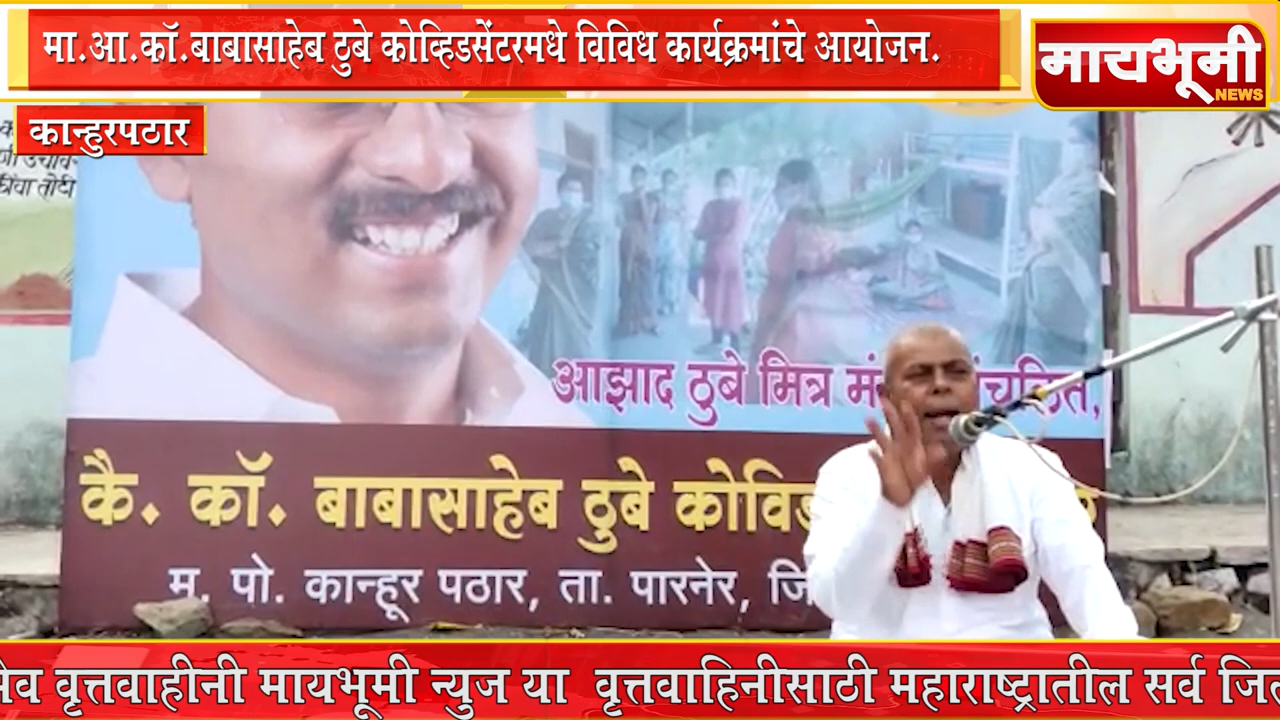 मा.आ.कॉ.बाबासाहेब ठुबे कोव्हिडसेंटरमधे विविध कार्यक्रमांचे आयोजन.
मायभूमी
NEWS
कान्हुरपठार
आझाद ठुबे मित्र
कै. कॉ. बाबासाहेब ठुबे कोविड
म. पो. कान्हूर पठार, ता. पारनेर, जि
वृत्तवाहीनी मायभूमी न्युज या वृत्तवाहिनीसाठी महाराष्ट्रातील सर्व